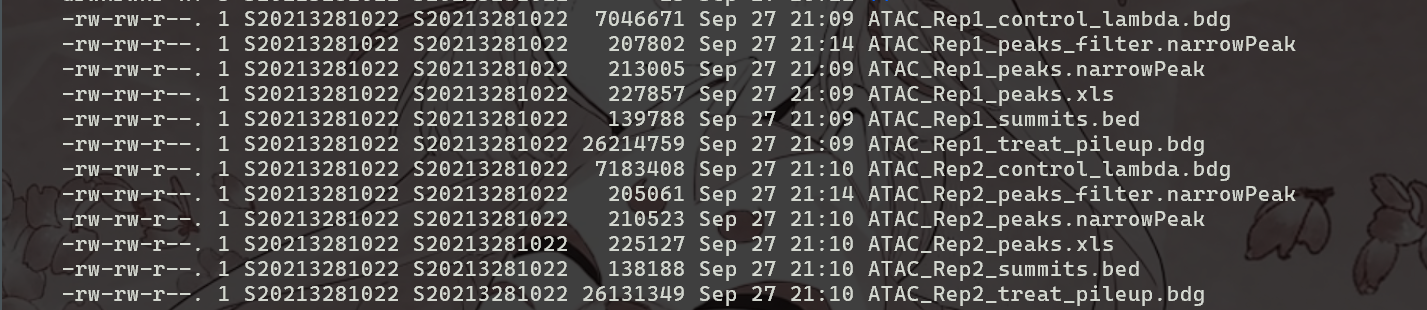 -rw-rw-r--. 1 S20213281022 S20213281022  7046671 Sep 27 21:09 ATAC_Rep1_control_lambda.bdg
-rw-rw-r--. 1 S20213281022 S20213281022   207802 Sep 27 21:14 ATAC_Rep1_peaks_filter.narrowPeak
-rw-rw-r--. 1 S20213281022 S20213281022   213005 Sep 27 21:09 ATAC_Rep1_peaks.narrowPeak
-rw-rw-r--. 1 S20213281022 S20213281022   227857 Sep 27 21:09 ATAC_Rep1_peaks.xls
-rw-rw-r--. 1 S20213281022 S20213281022   139788 Sep 27 21:09 ATAC_Rep1_summits.bed
-rw-rw-r--. 1 S20213281022 S20213281022 26214759 Sep 27 21:09 ATAC_Rep1_treat_pileup.bdg
-rw-rw-r--. 1 S20213281022 S20213281022  7183408 Sep 27 21:10 ATAC_Rep2_control_lambda.bdg
-rw-rw-r--. 1 S20213281022 S20213281022   205061 Sep 27 21:14 ATAC_Rep2_peaks_filter.narrowPeak
-rw-rw-r--. 1 S20213281022 S20213281022   210523 Sep 27 21:10 ATAC_Rep2_peaks.narrowPeak
-rw-rw-r--. 1 S20213281022 S20213281022   225127 Sep 27 21:10 ATAC_Rep2_peaks.xls
-rw-rw-r--. 1 S20213281022 S20213281022   138188 Sep 27 21:10 ATAC_Rep2_summits.bed
-rw-rw-r--. 1 S20213281022 S20213281022 26131349 Sep 27 21:10 ATAC_Rep2_treat_pileup.bdg